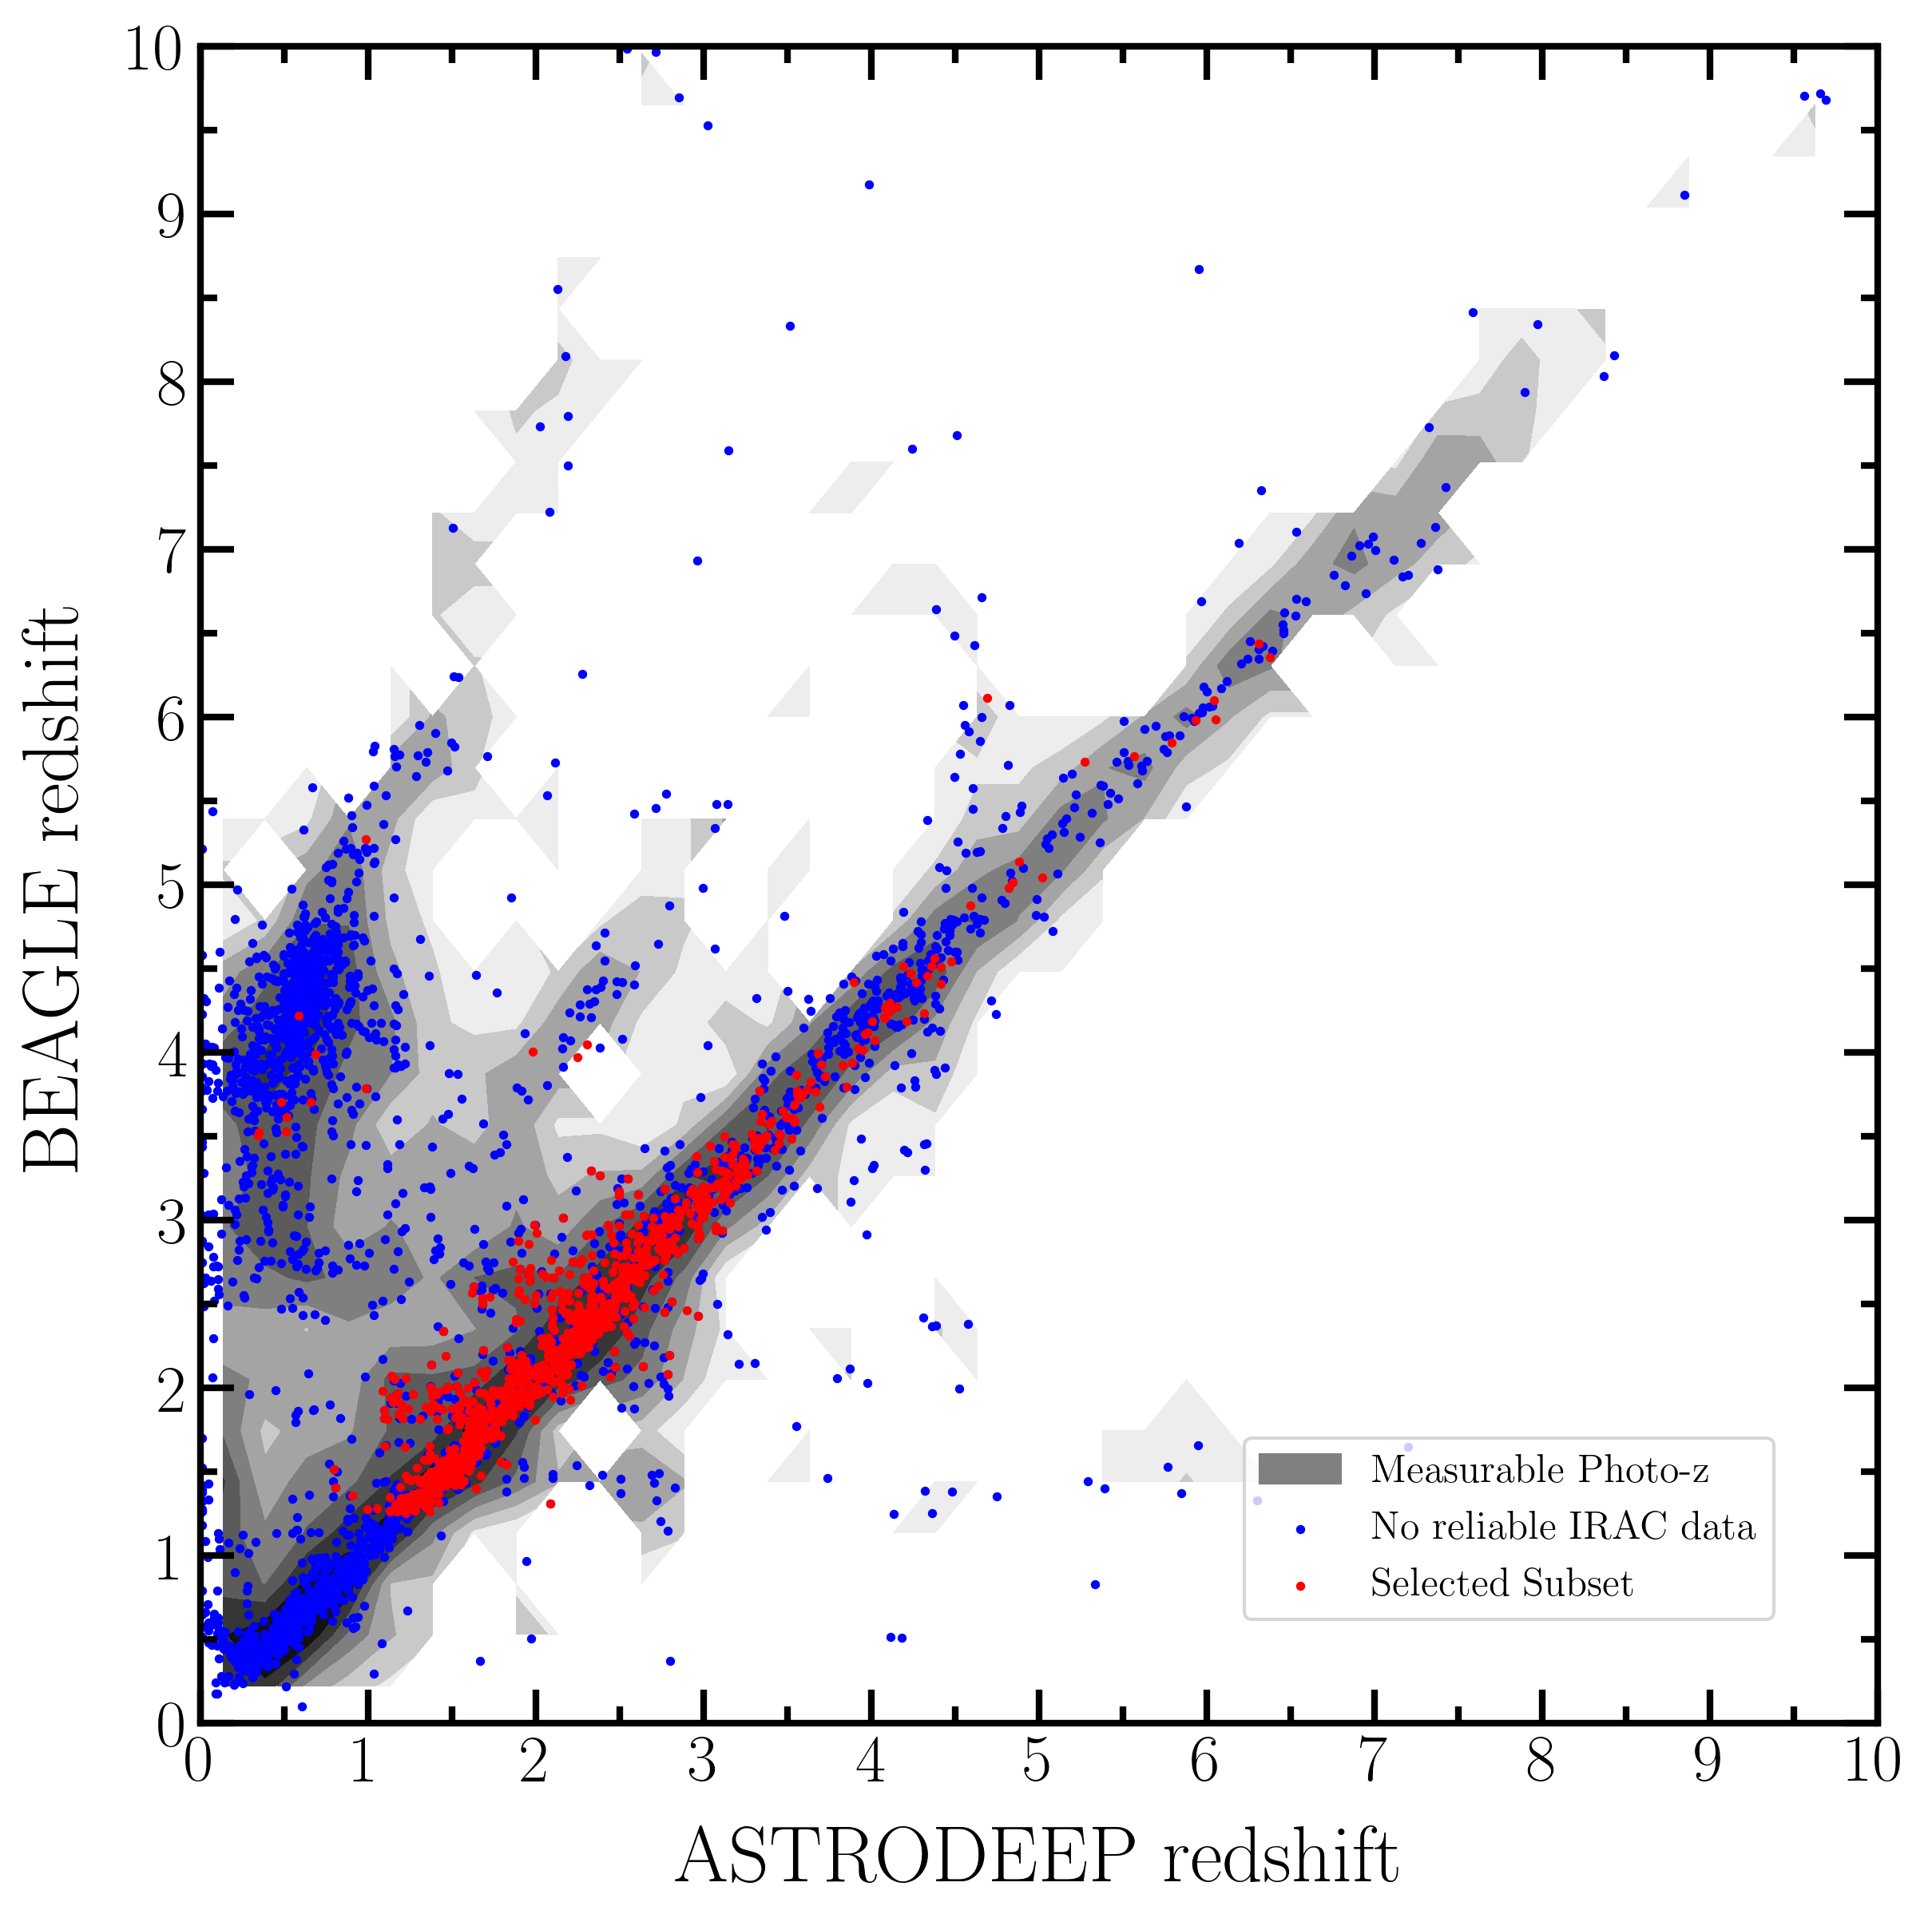 10
9
8
7
6
5
4
3
2
1
0
BEAGLE redshift
Measurable Photo-z
No reliable IRAC data
Selected Subset
0 1 2 3 4 5 6 7 8 9 10
ASTRODEEP redshift